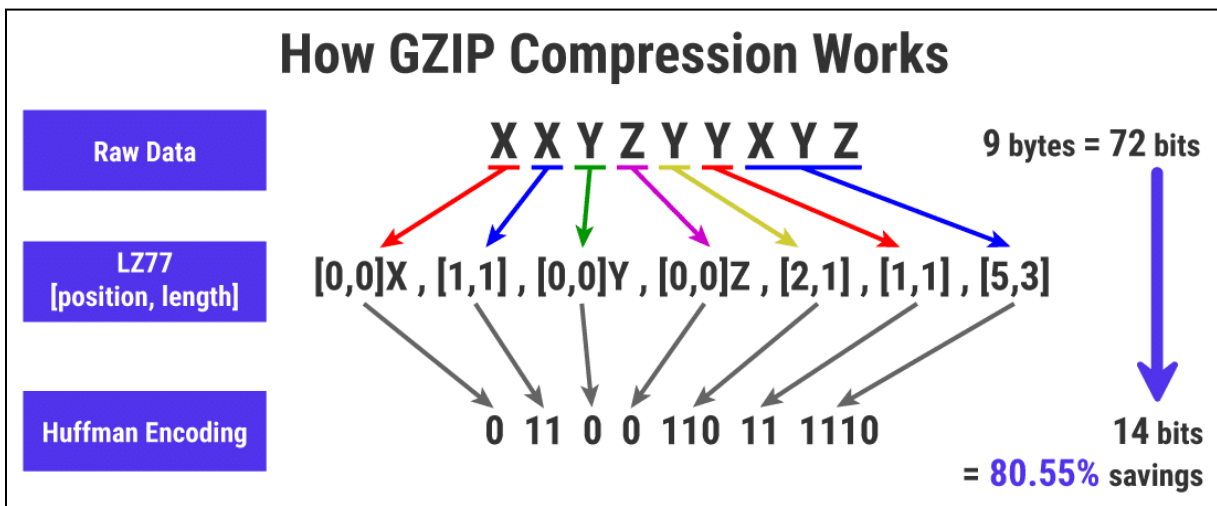 How GZIP Compression Works
Raw Data
X X Y Z Y Y X Y Z
9 bytes = 72 bits
LZ77
[position, length]
[0,0]X , [1,1] , [0,0]Y , [0,0]Z , [2,1] , [1,1] , [5,3]
Huffman Encoding
0 11 0 0 110 11 1110
14 bits
= 80.55% savings